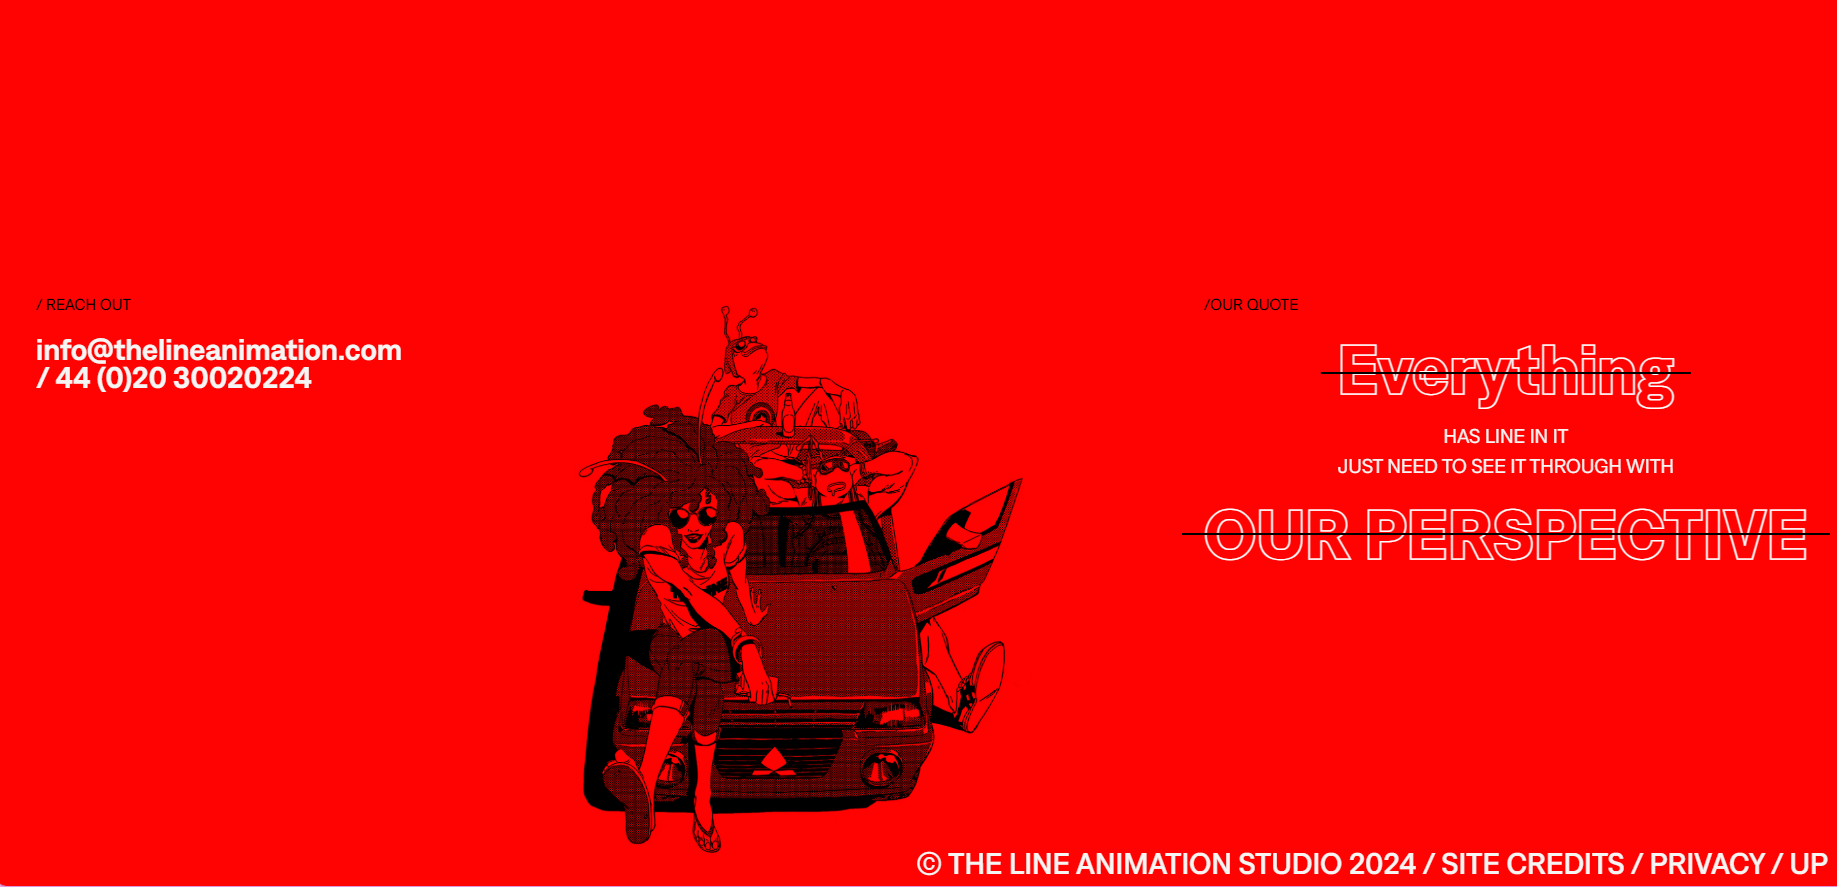 / REACH OUT
info@thelineanimation.com
/ 44 (0)20 30020224
/OUR QUOTE
Everything
HAS LINE IN IT
JUST NEED TO SEE IT THROUGH WITH
OUR PERSPECTIVE
© THE LINE ANIMATION STUDIO 2024 / SITE CREDITS / PRIVACY / UP